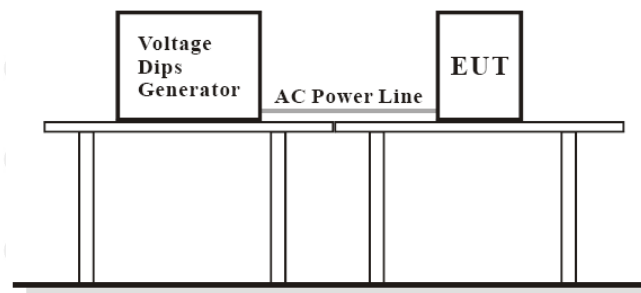 Voltage
Dips
Generator
AC Power Line
EUT